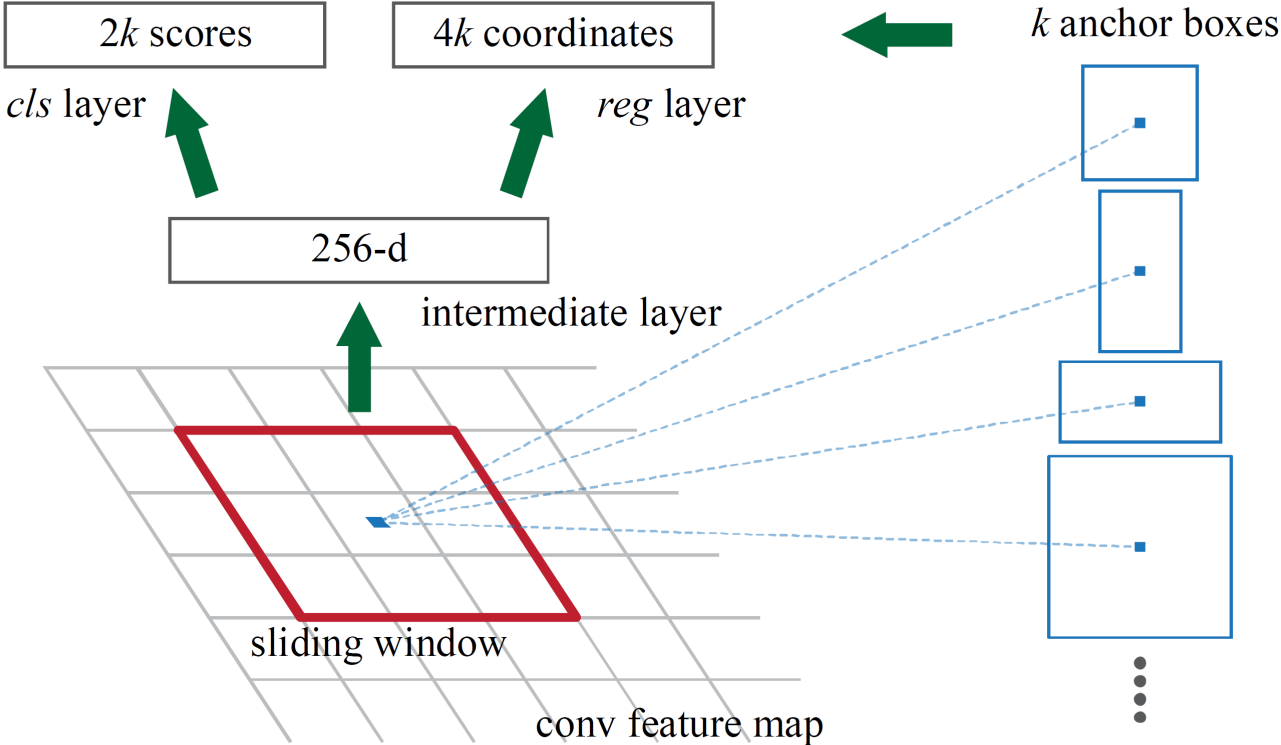 2k scores
4k coordinates
k anchor boxes
cls layer
reg layer
256-d
intermediate layer
sliding window
conv feature map